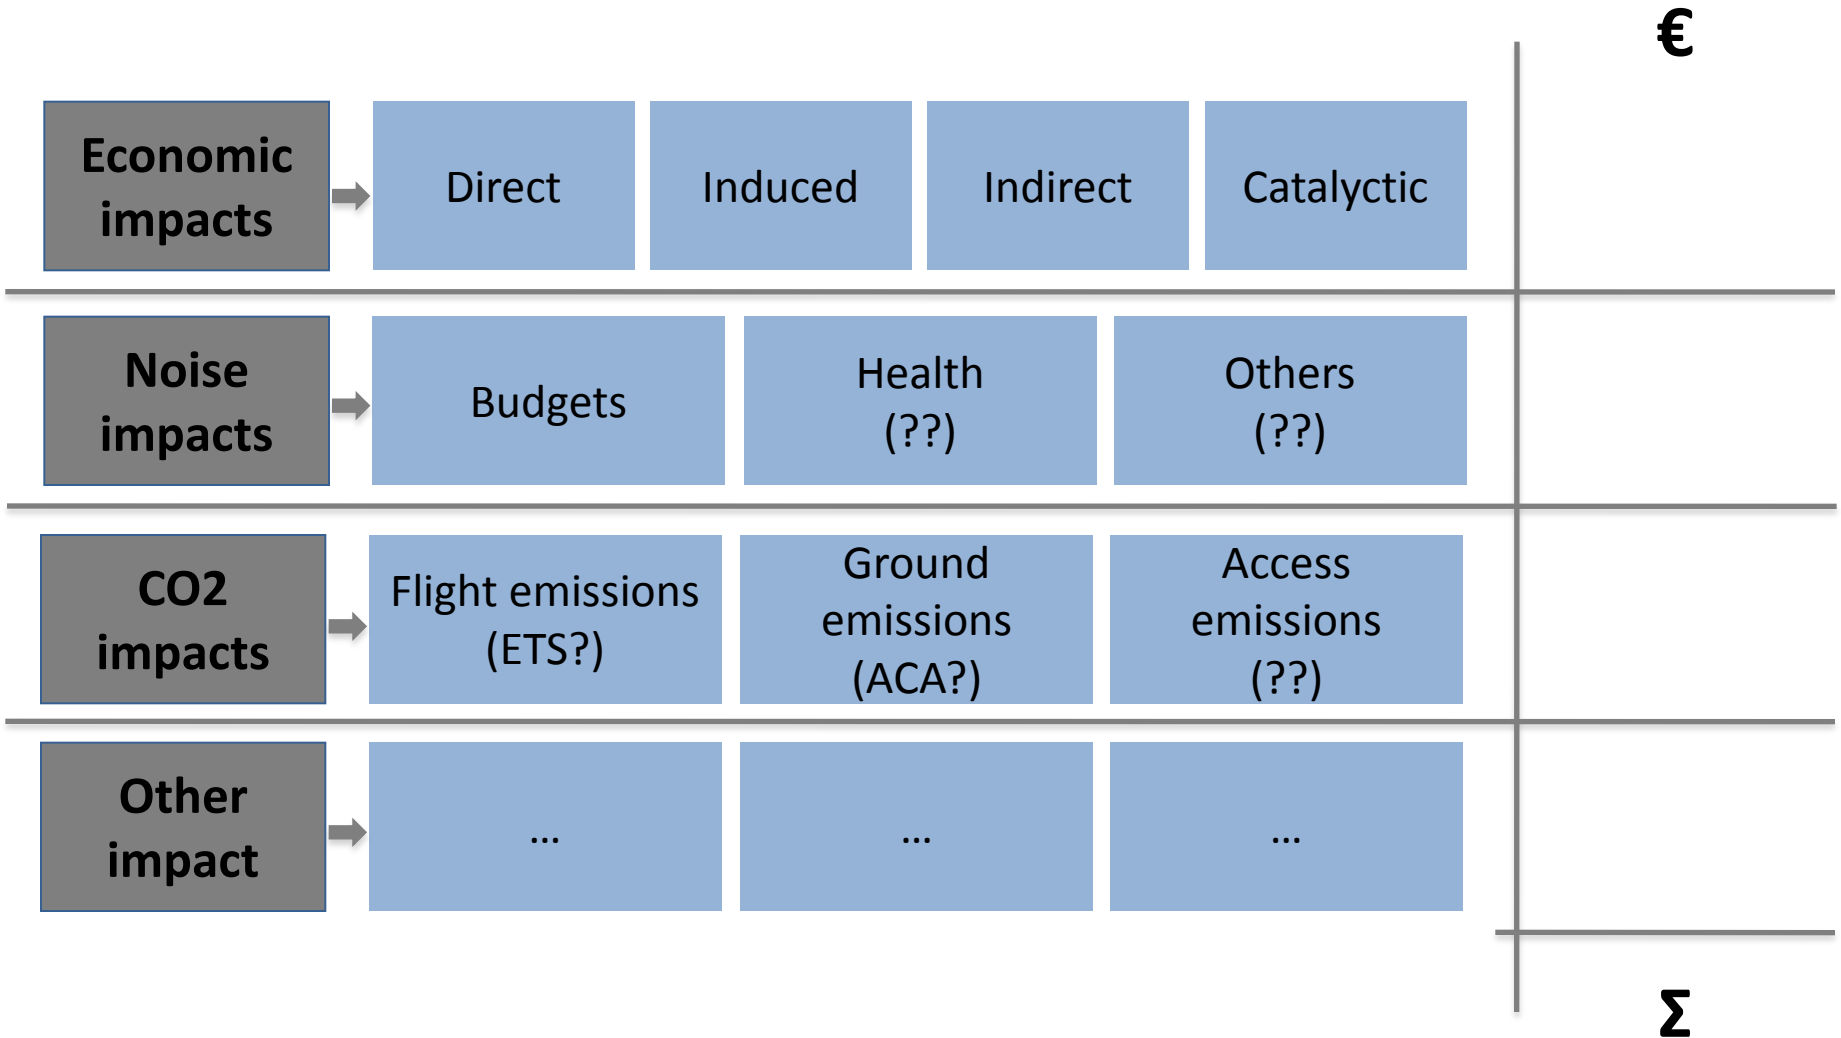 €
Economic
impacts
Direct
Induced
Indirect
Catalyctic
Noise
impacts
Budgets
Health
(??)
Others
(??)
CO2
impacts
Flight emissions
(ETS?)
Ground
emissions
(ACA?)
Access
emissions
(??)
Other
impact
...
...
...
Σ